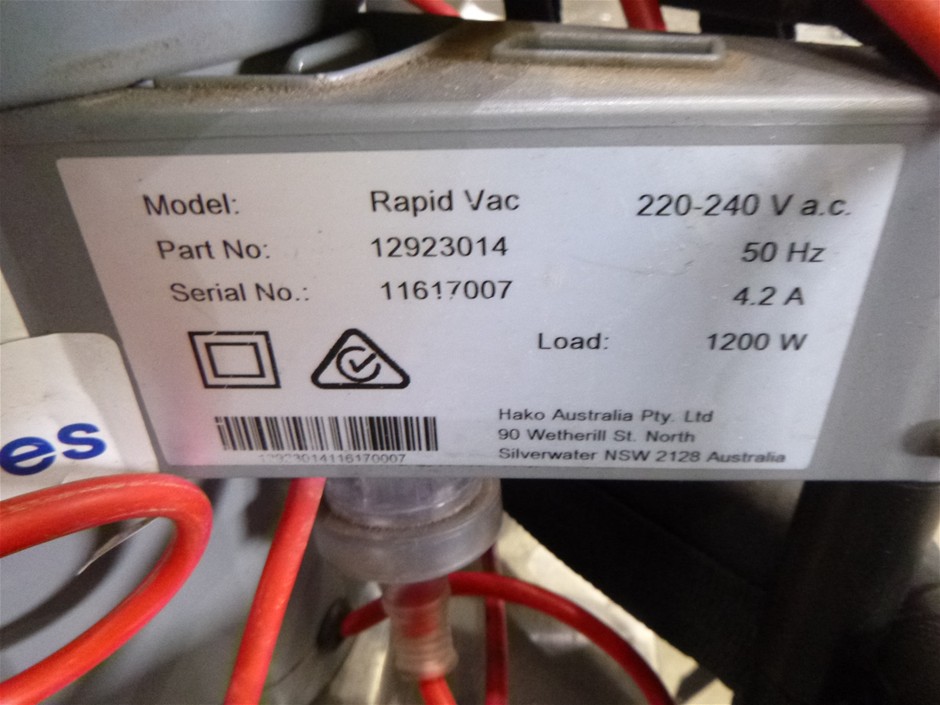 Model: Rapid Vac 220-240 V a.c.
Part No: 12923014 50 Hz
Serial No.: 11617007 4.2 A
Load: 1200 W
Hako Australia Pty. Ltd
90 Wetherill St. North
12923014116170007 Silverwater NSW 2128 Australia
es